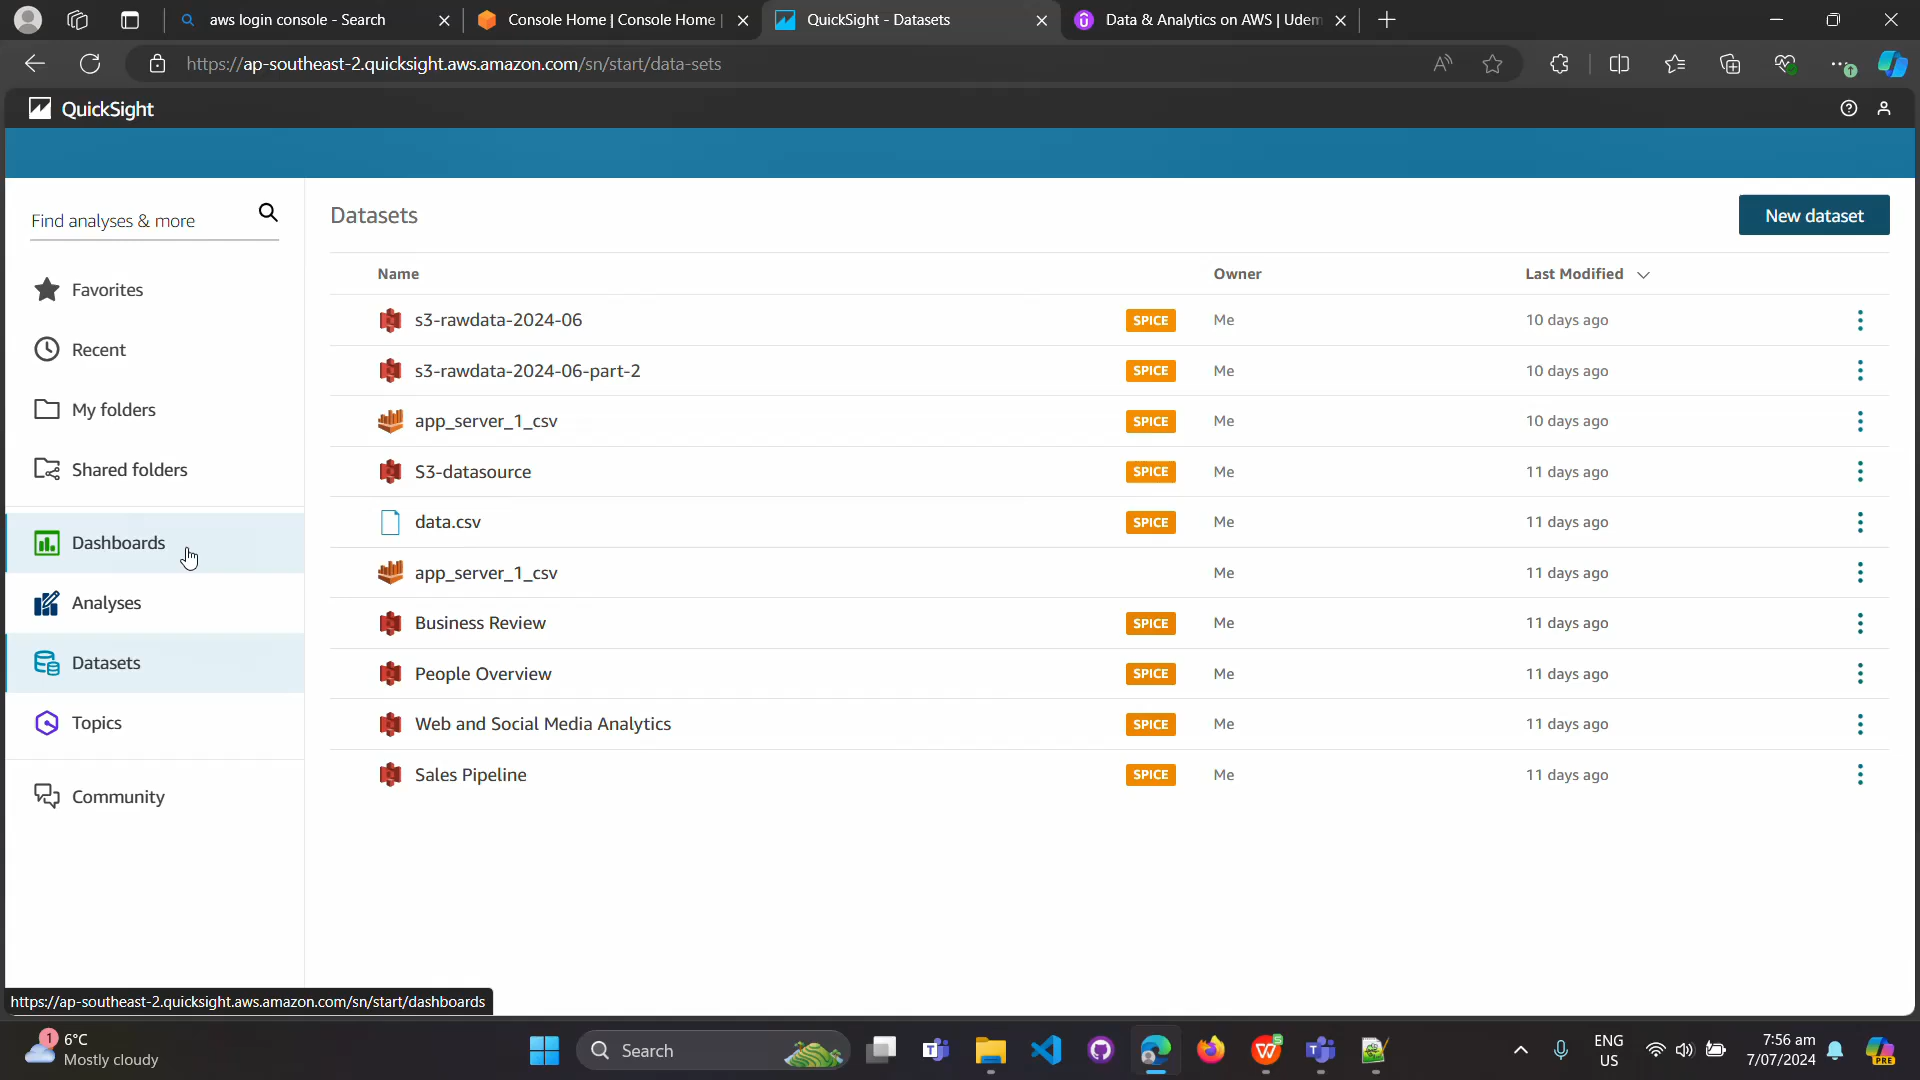 aws login console - Search
Console Home | Console Home |
QuickSight - Datasets
Data & Analytics on AWS | Udem
https://ap-southeast-2.quicksight.aws.amazon.com/sn/start/data-sets
QuickSight
Find analyses & more
Favorites
Recent
My folders
Shared folders
Dashboards
Analyses
Datasets
Topics
Community
Datasets
New dataset
Name Owner Last Modified
s3-rawdata-2024-06 SPICE Me 10 days ago
s3-rawdata-2024-06-part-2 SPICE Me 10 days ago
app_server_1_csv SPICE Me 10 days ago
S3-datasource SPICE Me 11 days ago
data.csv SPICE Me 11 days ago
app_server_1_csv Me 11 days ago
Business Review SPICE Me 11 days ago
People Overview SPICE Me 11 days ago
Web and Social Media Analytics SPICE Me 11 days ago
Sales Pipeline SPICE Me 11 days ago
https://ap-southeast-2.quicksight.aws.amazon.com/sn/start/dashboards
1
6°C
Mostly cloudy
Search
ENG
US
7:56 am
7/07/2024
PRE